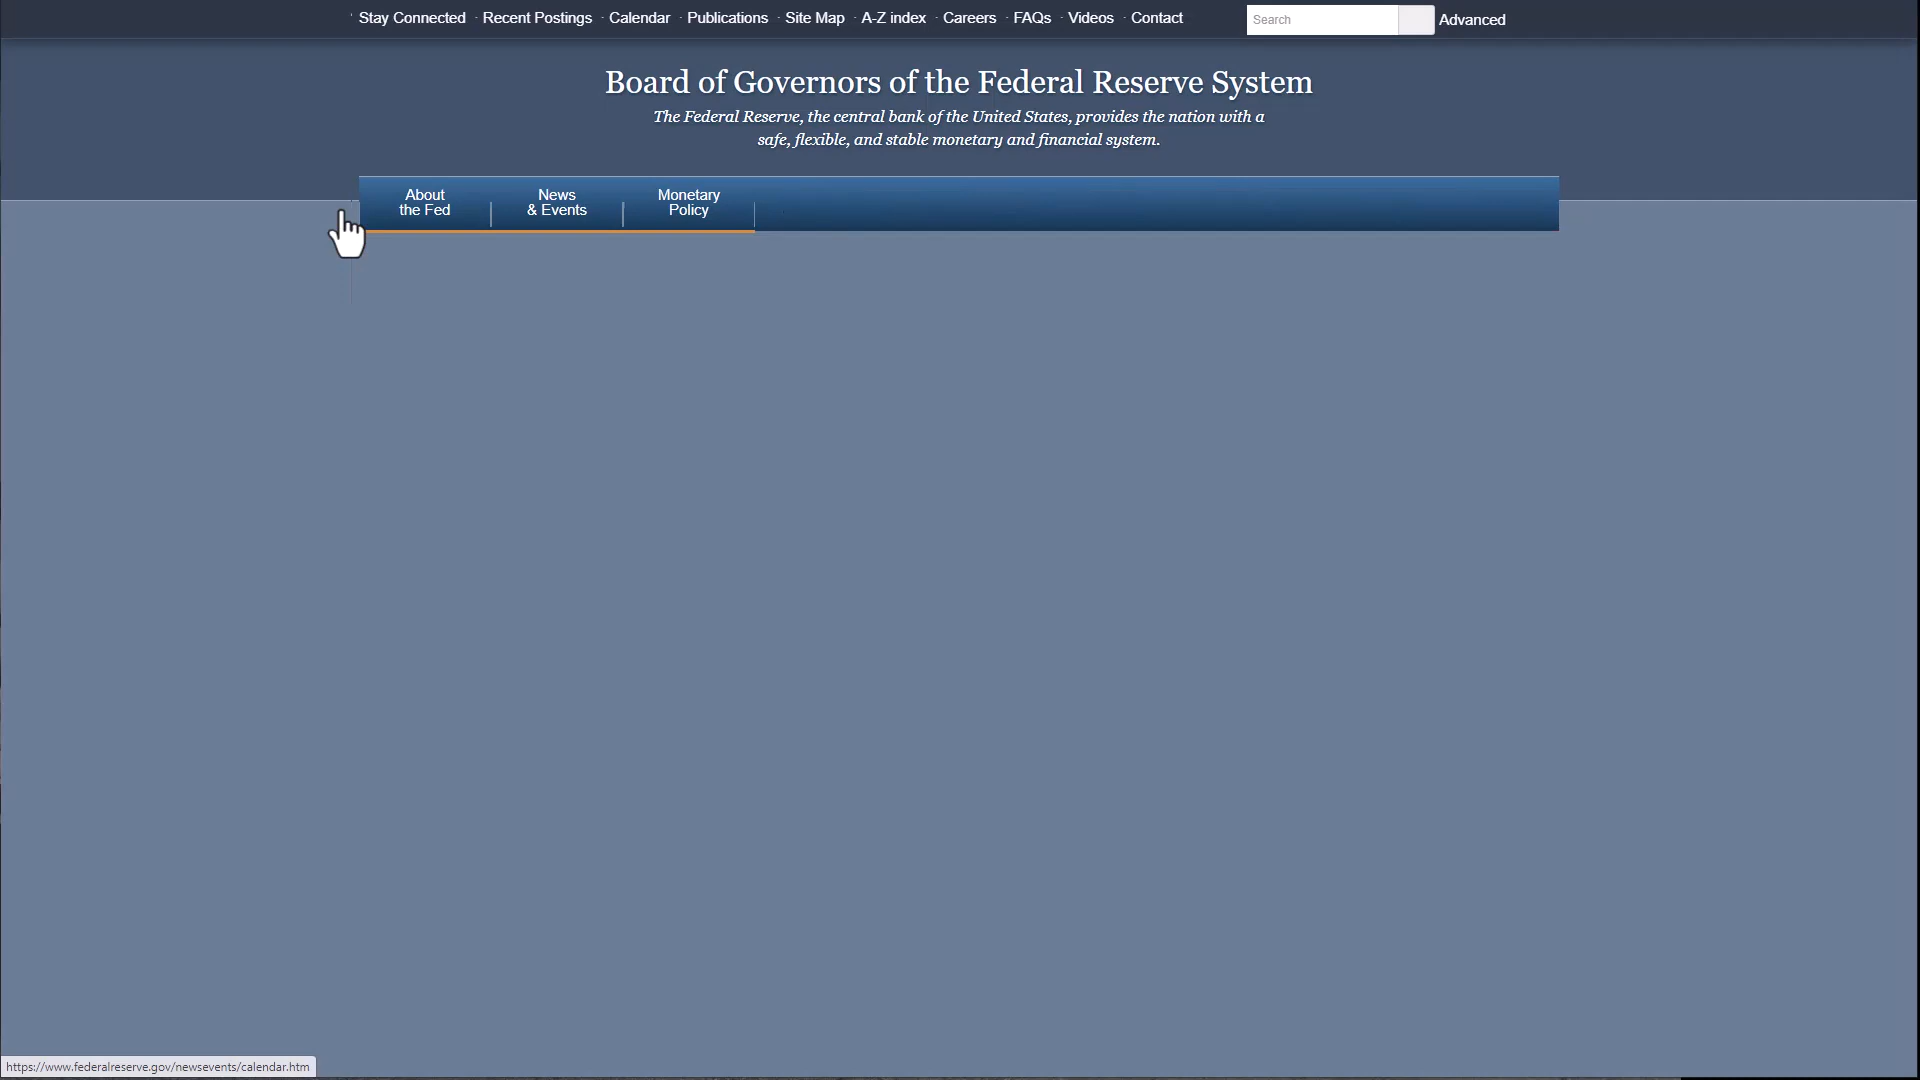 Stay Connected Recent Postings Calendar Publications Site Map A-Z index Careers FAQs Videos Contact Search Advanced
Board of Governors of the Federal Reserve System
The Federal Reserve, the central bank of the United States, provides the nation with a
safe, flexible, and stable monetary and financial system.
About
the Fed
News
& Events
Monetary
Policy
https://www.federalreserve.gov/newsevents/calendar.htm